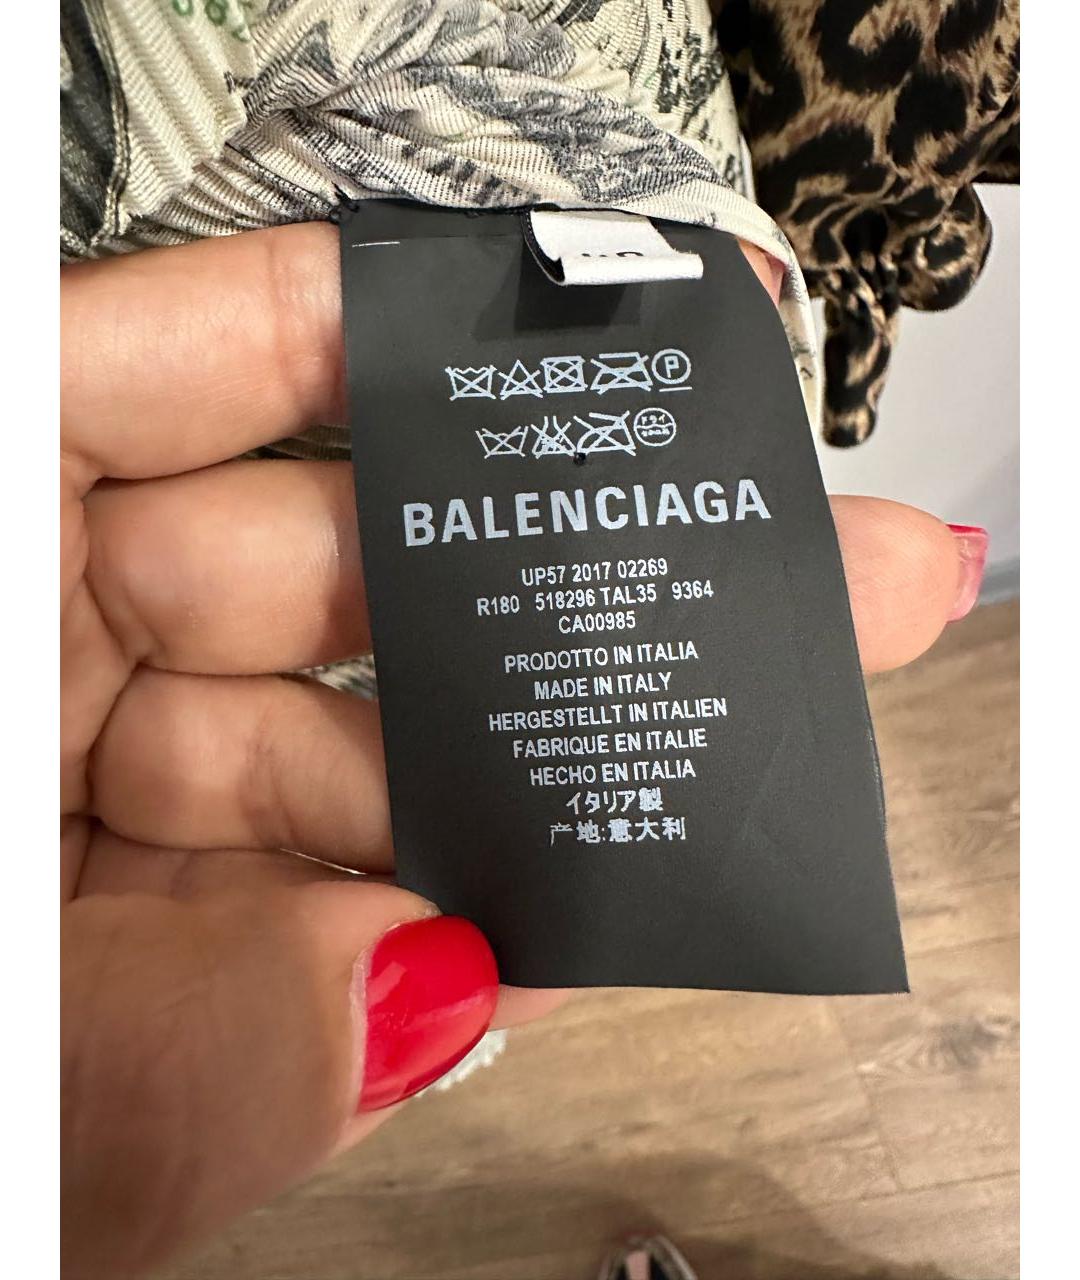 BALENCIAGA
UP57 2017 02269
R180 518296 TAL35 9364
CA00985
PRODOTTO IN ITALIA
MADE IN ITALY
HERGESTELLT IN ITALIEN
FABRIQUE EN ITALIE
HECHO EN ITALIA
イタリア製
产地:意大利